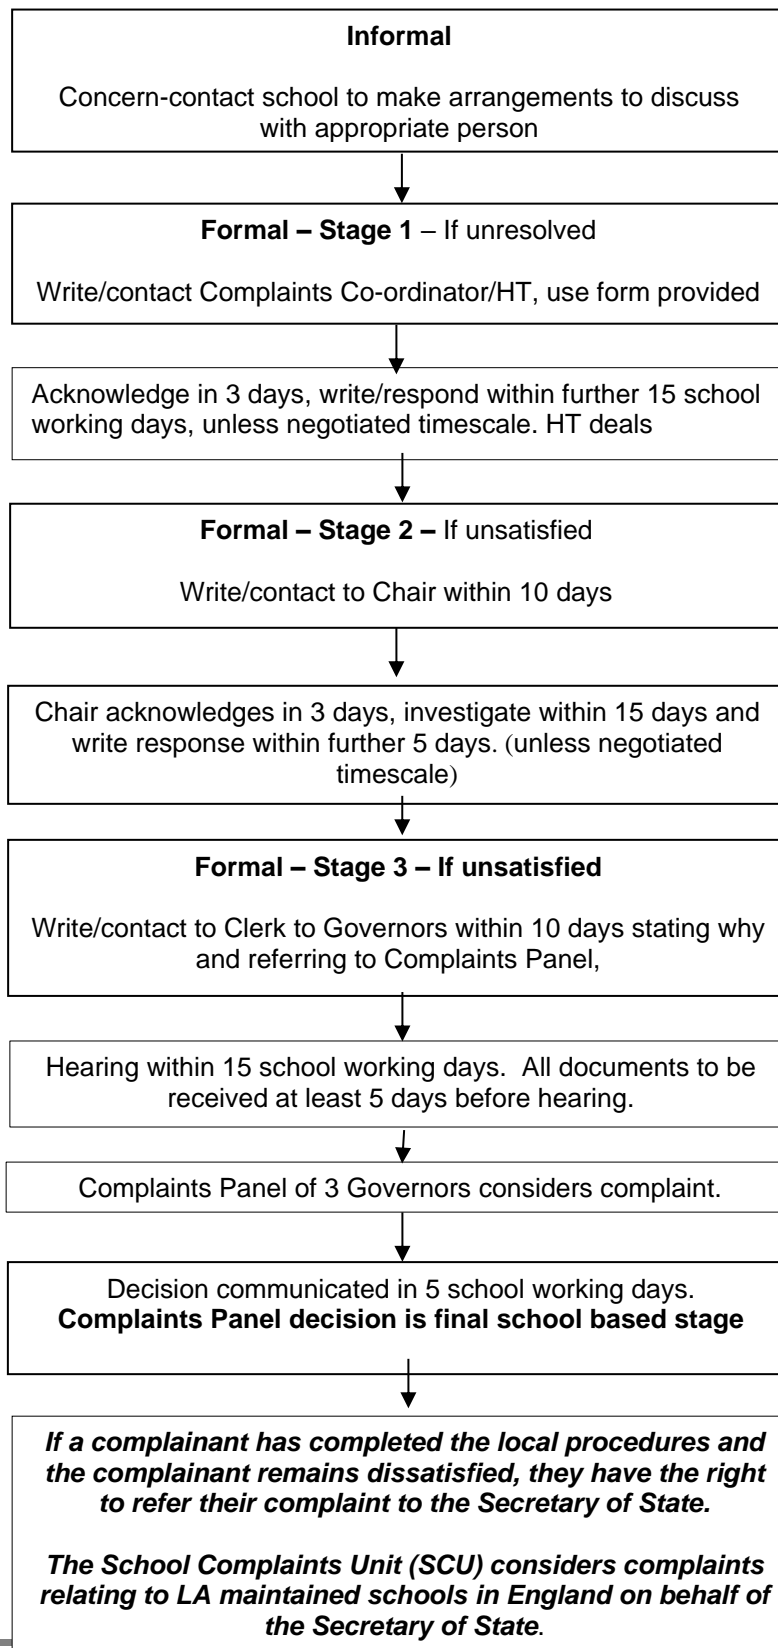 Informal
Concern-contact school to make arrangements to discuss
with appropriate person
Formal – Stage 1 – If unresolved
Write/contact Complaints Co-ordinator/HT, use form provided
Acknowledge in 3 days, write/respond within further 15 school
working days, unless negotiated timescale. HT deals
Formal – Stage 2 – If unsatisfied
Write/contact to Chair within 10 days
Chair acknowledges in 3 days, investigate within 15 days and
write response within further 5 days. (unless negotiated
timescale)
Formal – Stage 3 – If unsatisfied
Write/contact to Clerk to Governors within 10 days stating why
and referring to Complaints Panel,
Hearing within 15 school working days.  All documents to be
received at least 5 days before hearing.
Complaints Panel of 3 Governors considers complaint.
Decision communicated in 5 school working days.
Complaints Panel decision is final school based stage
If a complainant has completed the local procedures and
the complainant remains dissatisfied, they have the right
to refer their complaint to the Secretary of State.
The School Complaints Unit (SCU) considers complaints
relating to LA maintained schools in England on behalf of
the Secretary of State.